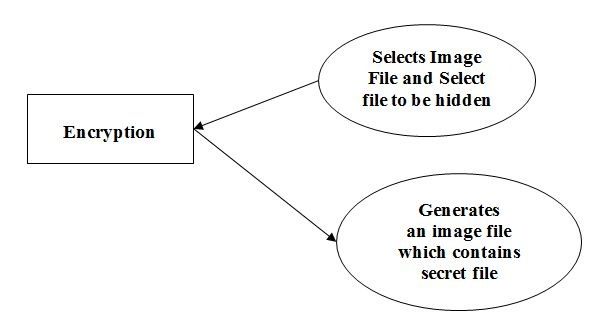 Selects Image
File and Select
file to be hidden
Encryption
Generates
an image file
which contains
secret file